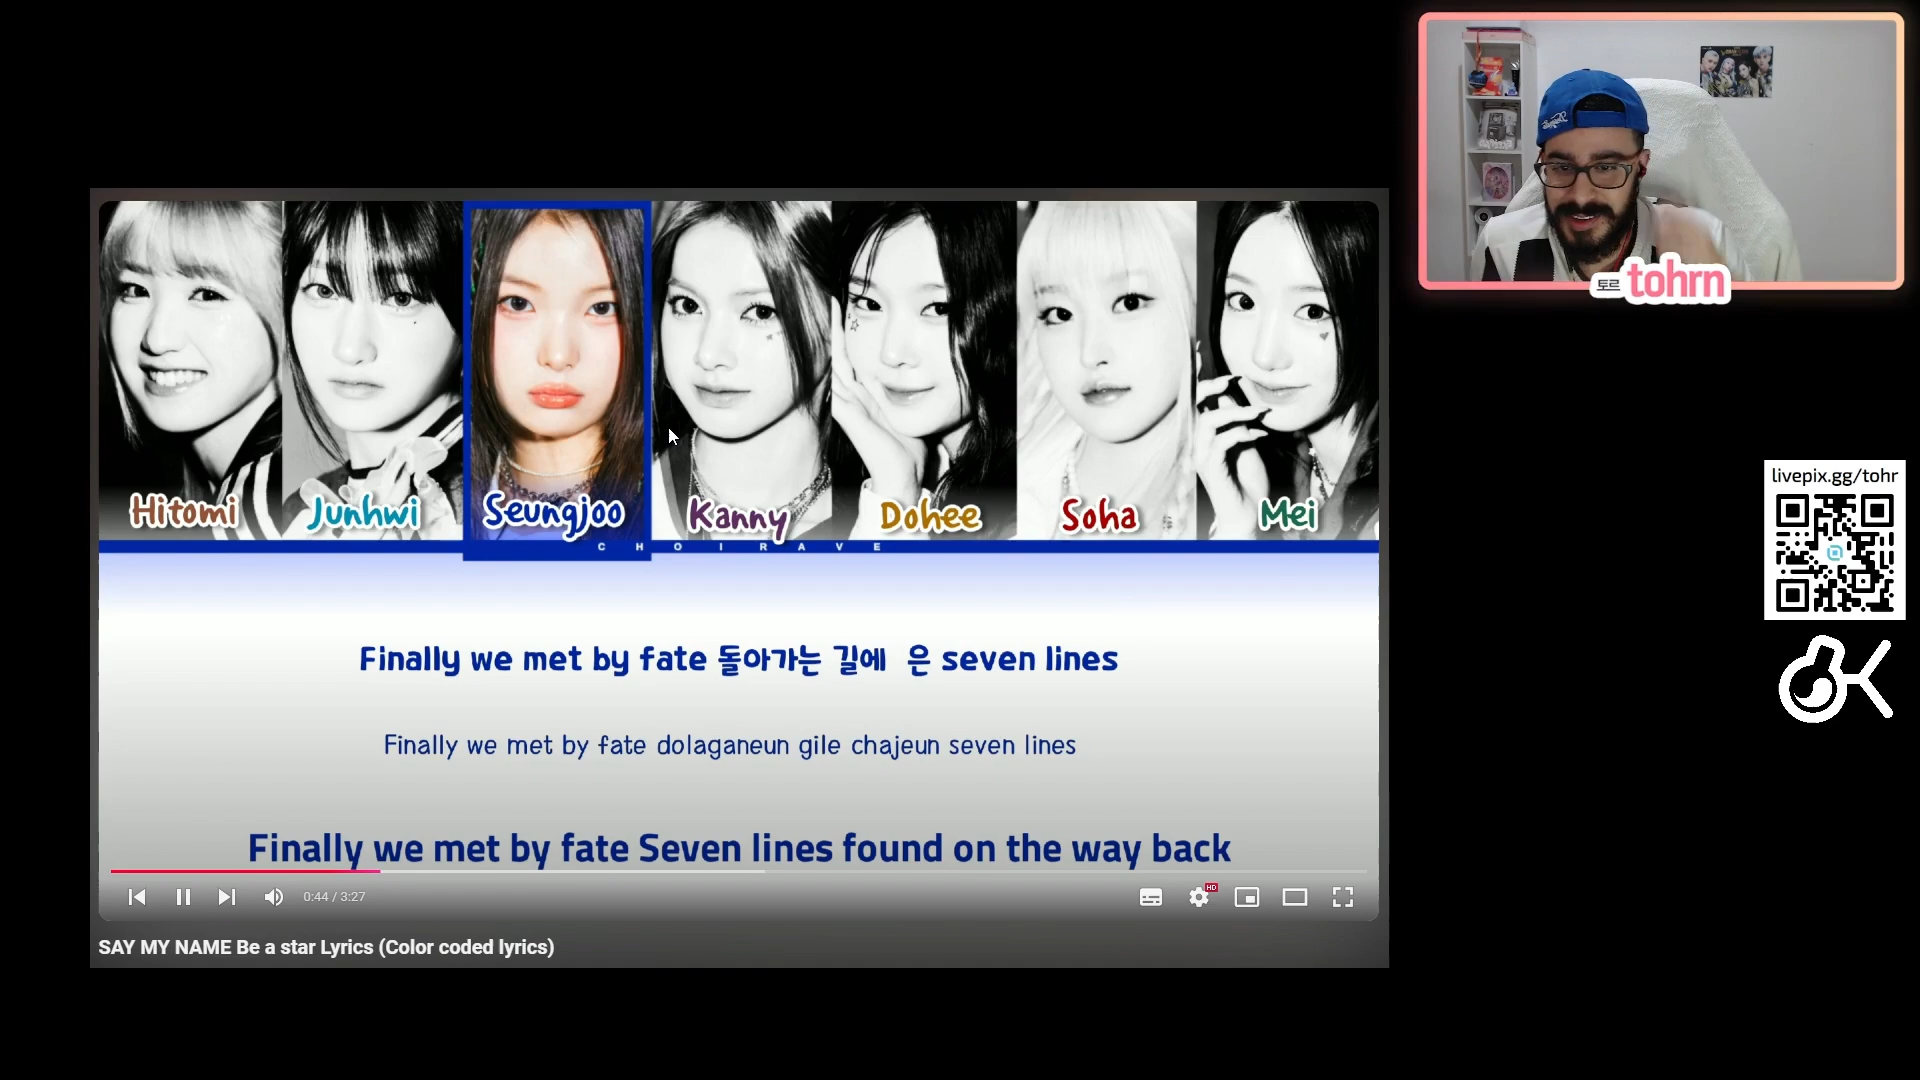 livepix.gg/tohr
토르 tohrn
Hitomi
Junhwi
Seungjoo
Kanny
Dohee
Soha
Mei
C H O I R A V E
Finally we met by fate 돌아가는 길에 은 seven lines
Finally we met by fate dolaganeun gile chajeun seven lines
Finally we met by fate Seven lines found on the way back
0:44 / 3:27
HD
SAY MY NAME Be a star Lyrics (Color coded lyrics)